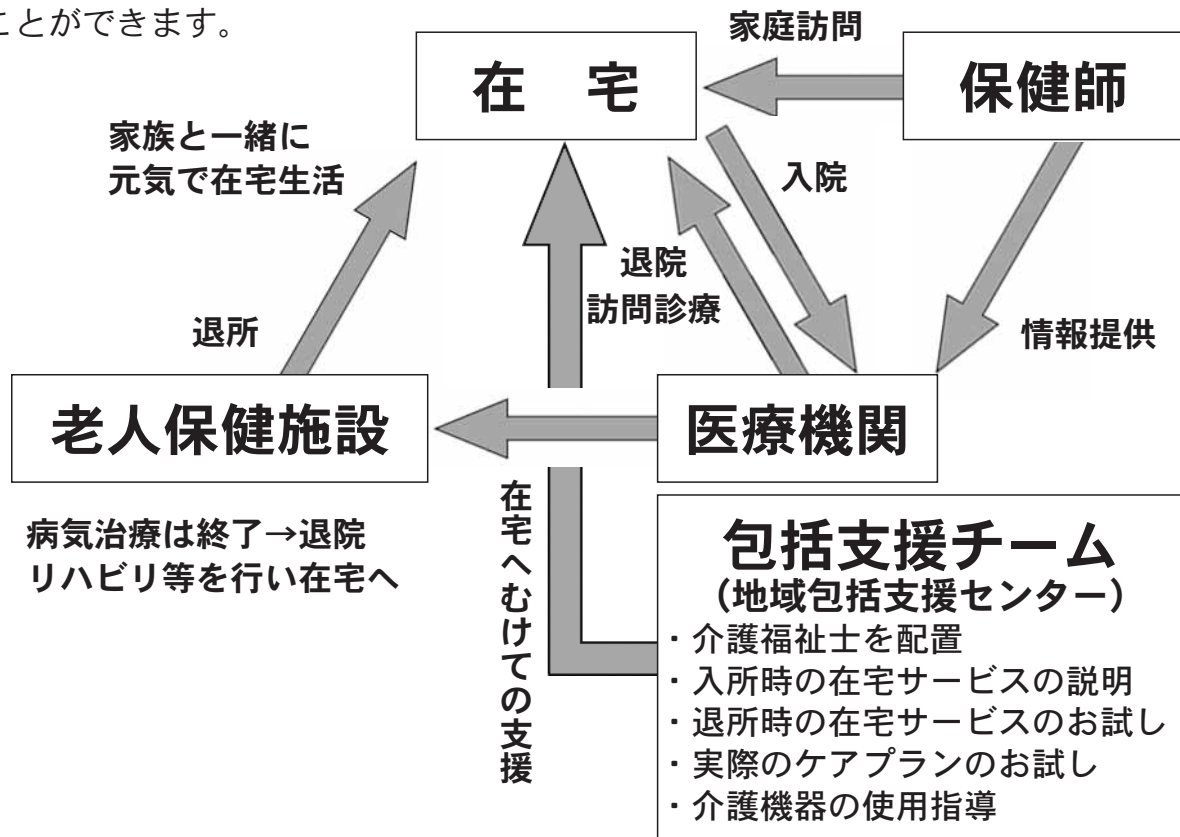 ことができます。
家庭訪問
在　宅
保健師
家族と一緒に
元気で在宅生活
入院
退院
訪問診療
退所
情報提供
老人保健施設
医療機関
病気治療は終了→退院
リハビリ等を行い在宅へ
在宅へむけての支援
包括支援チーム
（地域包括支援センター）
・介護福祉士を配置
・入所時の在宅サービスの説明
・退所時の在宅サービスのお試し
・実際のケアプランのお試し
・介護機器の使用指導